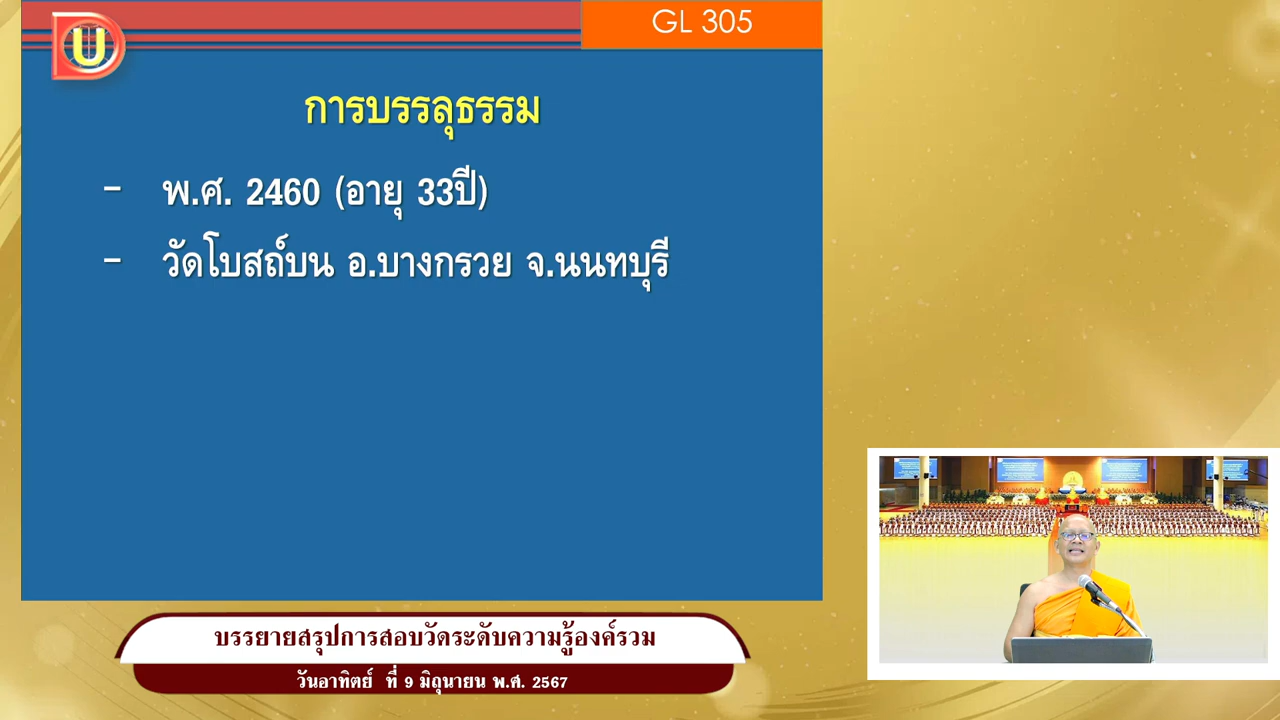 GL 305
U
การบรรลุธรรม
- พ.ศ. 2460 (อายุ 33ปี)
- วัดโบสถ์บน อ.บางกรวย จ.นนทบุรี
บรรยายสรุปการสอบวัดระดับความรู้องค์รวม
วันอาทิตย์ ที่ 9 มิถุนายน พ.ศ. 2567